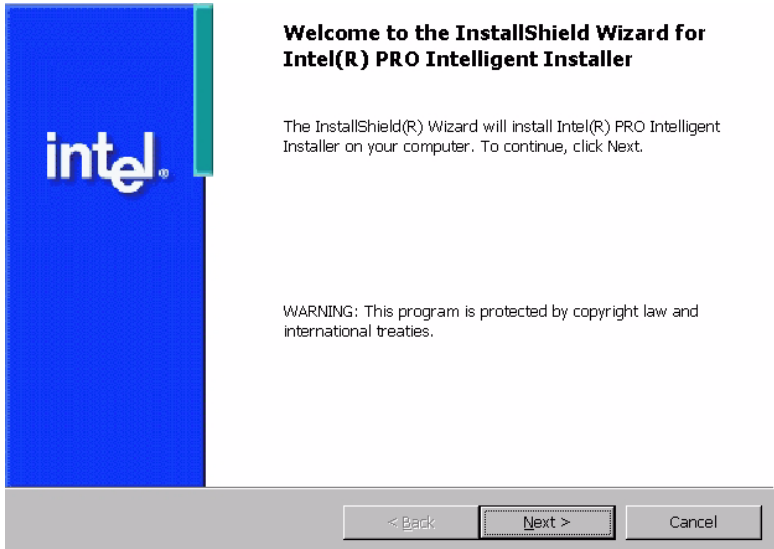 Welcome to the InstallShield Wizard for
Intel(R) PRO Intelligent Installer
The InstallShield(R) Wizard will install Intel(R) PRO Intelligent
Installer on your computer. To continue, click Next.
intel®
WARNING: This program is protected by copyright law and
international treaties.
< Back
Next >
Cancel